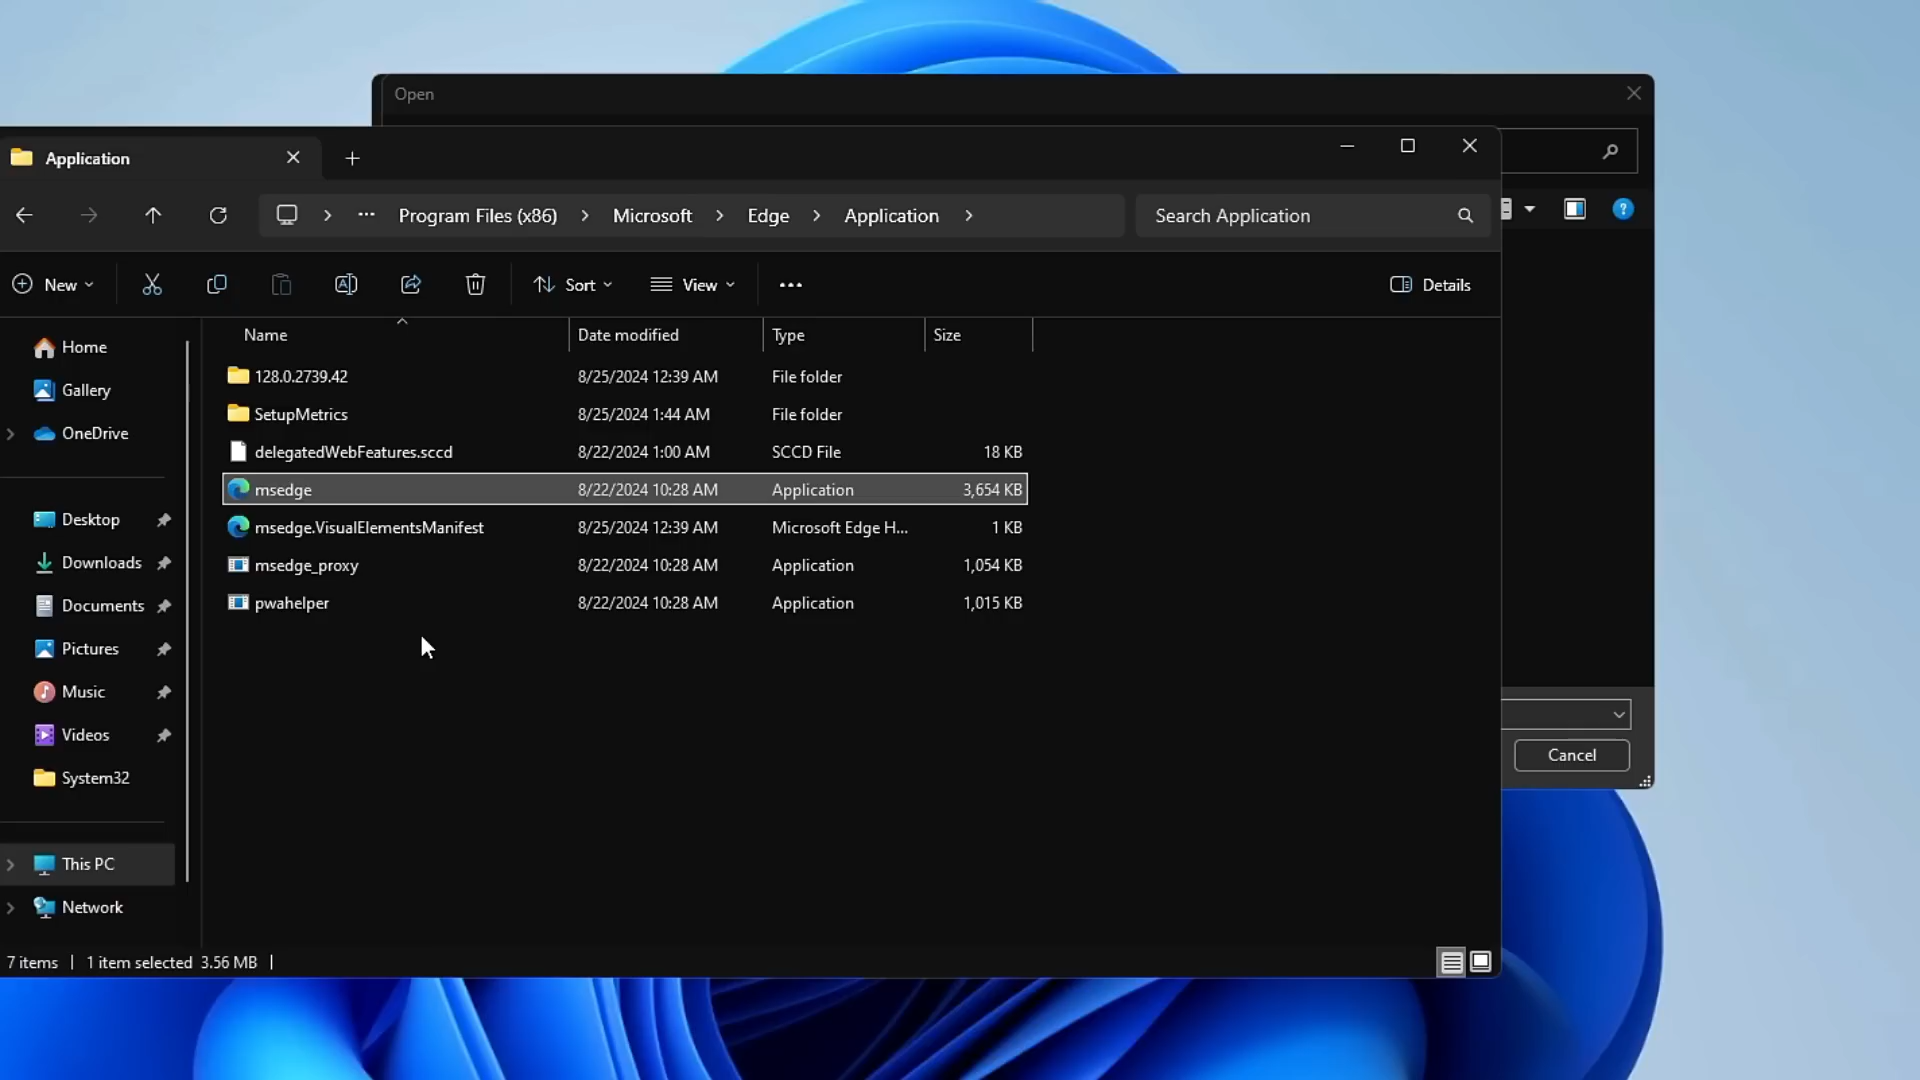 Open
Application
Program Files (x86) Microsoft Edge Application
Search Application
New
Sort
View
Details
Name Date modified Type Size
128.0.2739.42 8/25/2024 12:39 AM File folder
SetupMetrics 8/25/2024 1:44 AM File folder
delegatedWebFeatures.sccd 8/22/2024 1:00 AM SCCD File 18 KB
msedge 8/22/2024 10:28 AM Application 3,654 KB
msedge.VisualElementsManifest 8/25/2024 12:39 AM Microsoft Edge H... 1 KB
msedge_proxy 8/22/2024 10:28 AM Application 1,054 KB
pwahelper 8/22/2024 10:28 AM Application 1,015 KB
Home
Gallery
OneDrive
Desktop
Downloads
Documents
Pictures
Music
Videos
System32
This PC
Network
Cancel
7 items | 1 item selected 3.56 MB |